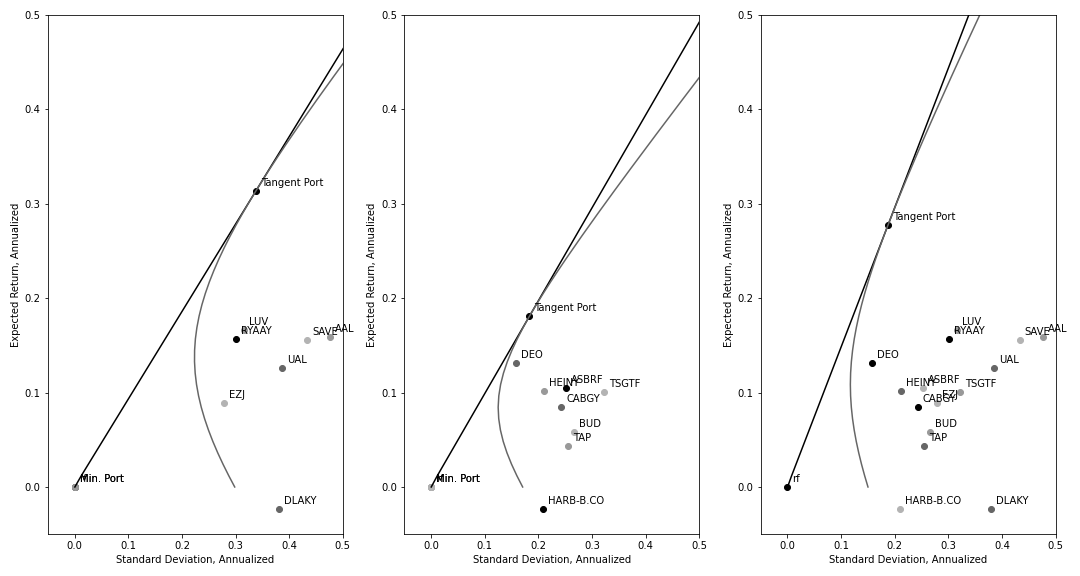 0.5
0.4
0.3
0.2
0.1
0.0
Expected Return, Annualized
Tangent Port
LUV
RYAAY
SAVE
AAL
UAL
EZJ
Min. Port
DLAKY
0.0 0.1 0.2 0.3 0.4 0.5
Standard Deviation, Annualized
0.5
0.4
0.3
0.2
0.1
0.0
Expected Return, Annualized
Tangent Port
DEO
HEINY
ASBRF
TSGTF
CABGY
BUD
TAP
Min. Port
HARB-B.CO
0.0 0.1 0.2 0.3 0.4 0.5
Standard Deviation, Annualized
0.5
0.4
0.3
0.2
0.1
0.0
Expected Return, Annualized
Tangent Port
LUV
RYAAY
SAVE
AAL
DEO
UAL
HEINY
ASBRF
TSGTF
EZJ
CABGY
BUD
TAP
rf
HARB-B.CO
DLAKY
0.0 0.1 0.2 0.3 0.4 0.5
Standard Deviation, Annualized